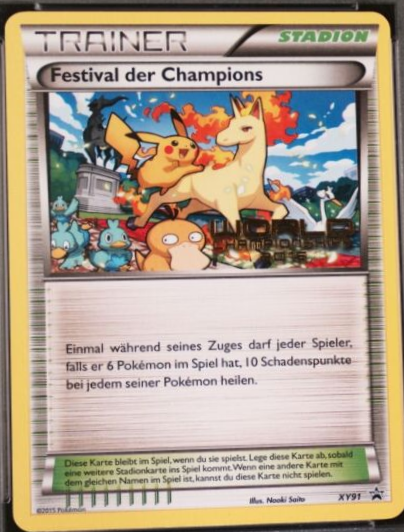 TRAINER
STADION
Festival der Champions
WORLD
CHAMPIONSHIPS
Einmal während seines Zuges darf jeder Spieler,
falls er 6 Pokémon im Spiel hat, 10 Schadenspunkte
bei jedem seiner Pokémon heilen.
Diese Karte bleibt im Spiel, wenn du sie spielst. Lege diese Karte ab, sobald
eine weitere Stadionkarte ins Spiel kommt. Wenn eine andere Karte mit
dem gleichen Namen im Spiel ist, kannst du diese Karte nicht spielen.
©2015 Pokémon
Illus. Naoki Saito
XY91